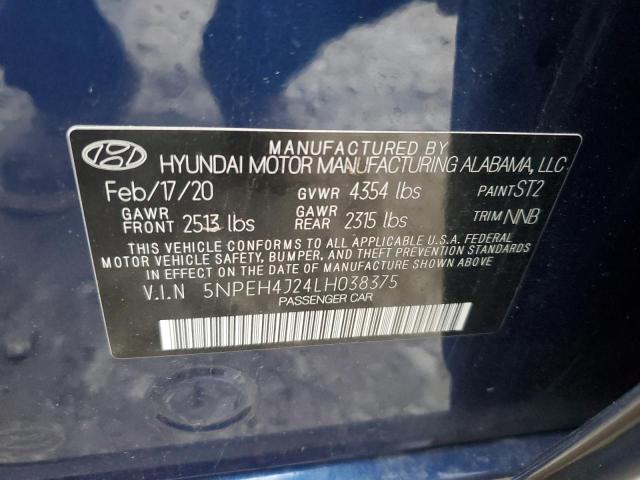 MANUFACTURED BY
HYUNDAI MOTOR MANUFACTURING ALABAMA, LLC
Feb/17/20 GVWR 4354 lbs PAINT ST2
GAWR FRONT 2513 lbs GAWR REAR 2315 lbs TRIM NNB
THIS VEHICLE CONFORMS TO ALL APPLICABLE U.S.A. FEDERAL
MOTOR VEHICLE SAFETY, BUMPER, AND THEFT PREVENTION STANDARDS
IN EFFECT ON THE DATE OF MANUFACTURE SHOWN ABOVE.
V.I.N 5NPEH4J24LH038375
PASSENGER CAR